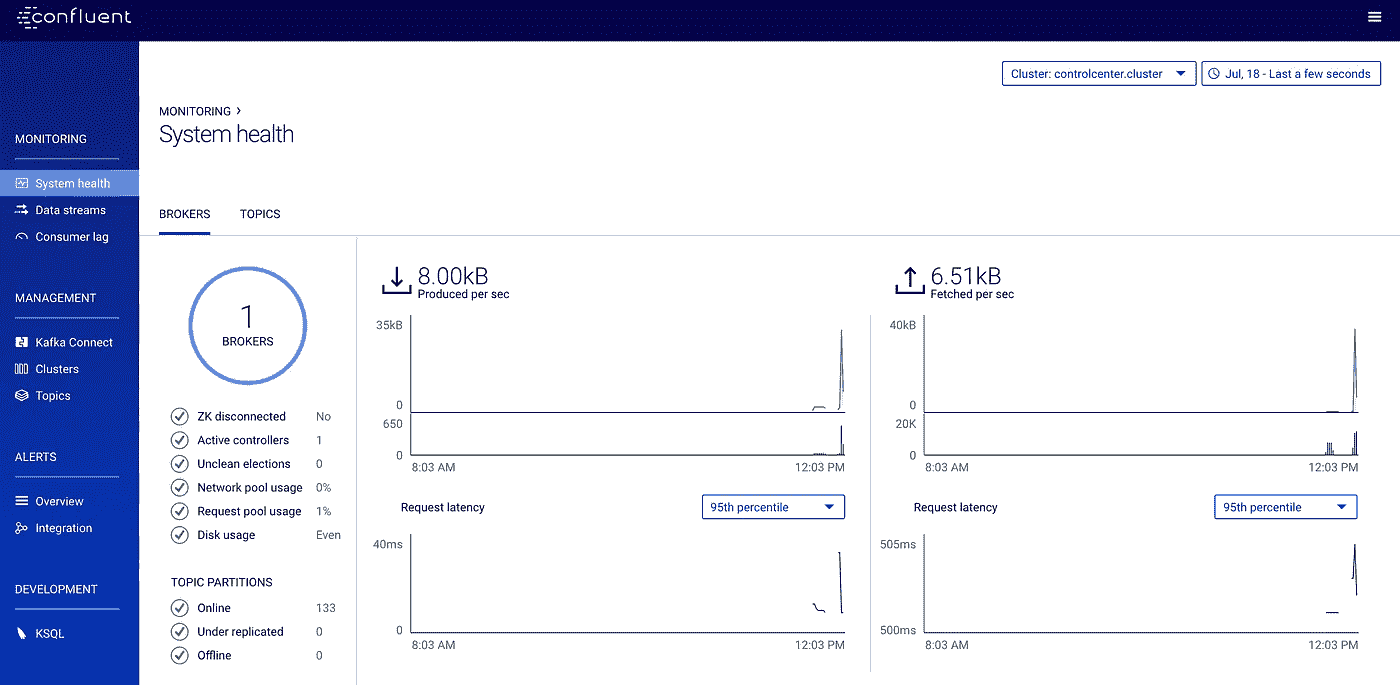 confluent
Cluster: controlcenter.cluster
Jul, 18 - Last a few seconds
MONITORING
System health
Data streams
Consumer lag
MANAGEMENT
Kafka Connect
Clusters
Topics
ALERTS
Overview
Integration
DEVELOPMENT
KSQL
MONITORING >
System health
BROKERS TOPICS
1
BROKERS
ZK disconnected No
Active controllers 1
Unclean elections 0
Network pool usage 0%
Request pool usage 1%
Disk usage Even
TOPIC PARTITIONS
Online 133
Under replicated 0
Offline 0
8.00kB
Produced per sec
35kB
0
650
0
8:03 AM 12:03 PM
Request latency 95th percentile
40ms
0
8:03 AM 12:03 PM
6.51kB
Fetched per sec
40kB
0
20K
0
8:03 AM 12:03 PM
Request latency 95th percentile
505ms
500ms
8:03 AM 12:03 PM